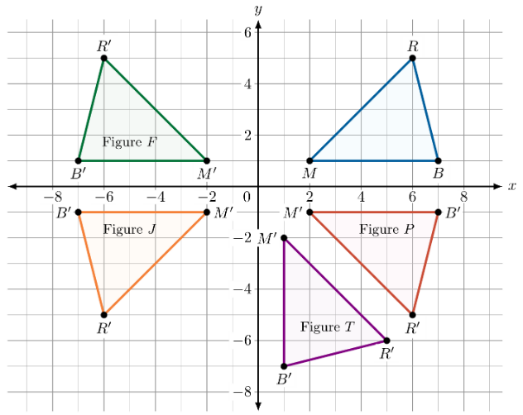 y
6
R′
R
4
2
Figure F
B′
M′
M
B
−8
−6
−4
−2
0
2
4
6
8
x
B′
M′
M′
B′
Figure J
Figure P
−2
M′
−4
R′
R′
Figure T
−6
R′
B′
−8